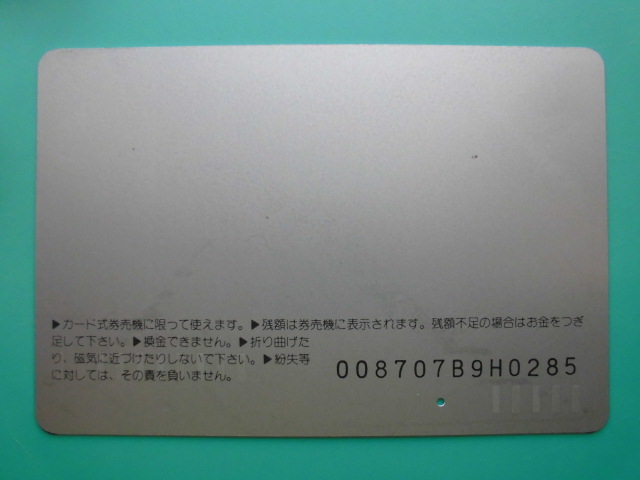 ▶カード式券売機に限って使えます。▶残額は券売機に表示されます。残額不足の場合はお金をつぎ
足して下さい。▶換金できません。▶折り曲げた
り、磁気に近づけたりしないで下さい。▶紛失等
に対しては、その責を負いません。
008707B9H0285